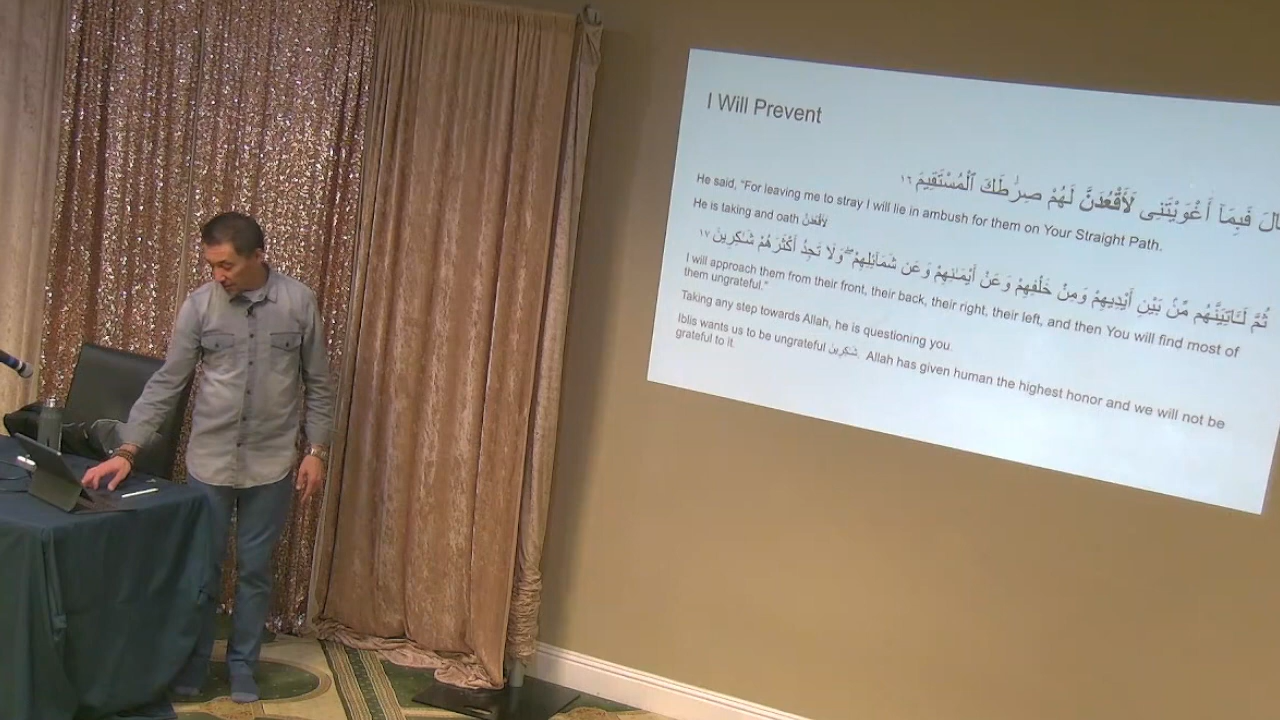 I Will Prevent
قَالَ فَبِمَآ أَغْوَيْتَنِى لَأَقْعُدَنَّ لَهُمْ صِرَٰطَكَ ٱلْمُسْتَقِيمَ ١٦
He said, "For leaving me to stray I will lie in ambush for them on Your Straight Path.
He is taking and oath لَأَقْعُدَنَّ
ثُمَّ لَـَٔاتِيَنَّهُم مِّنۢ بَيْنِ أَيْدِيهِمْ وَمِنْ خَلْفِهِمْ وَعَنْ أَيْمَـٰنِهِمْ وَعَن شَمَآئِلِهِمْ ۖ وَلَا تَجِدُ أَكْثَرَهُمْ شَـٰكِرِينَ ١٧
I will approach them from their front, their back, their right, their left, and then You will find most of
them ungrateful."
Taking any step towards Allah, he is questioning you.
Iblis wants us to be ungrateful شَـٰكِرِينَ. Allah has given human the highest honor and we will not be
grateful to it.